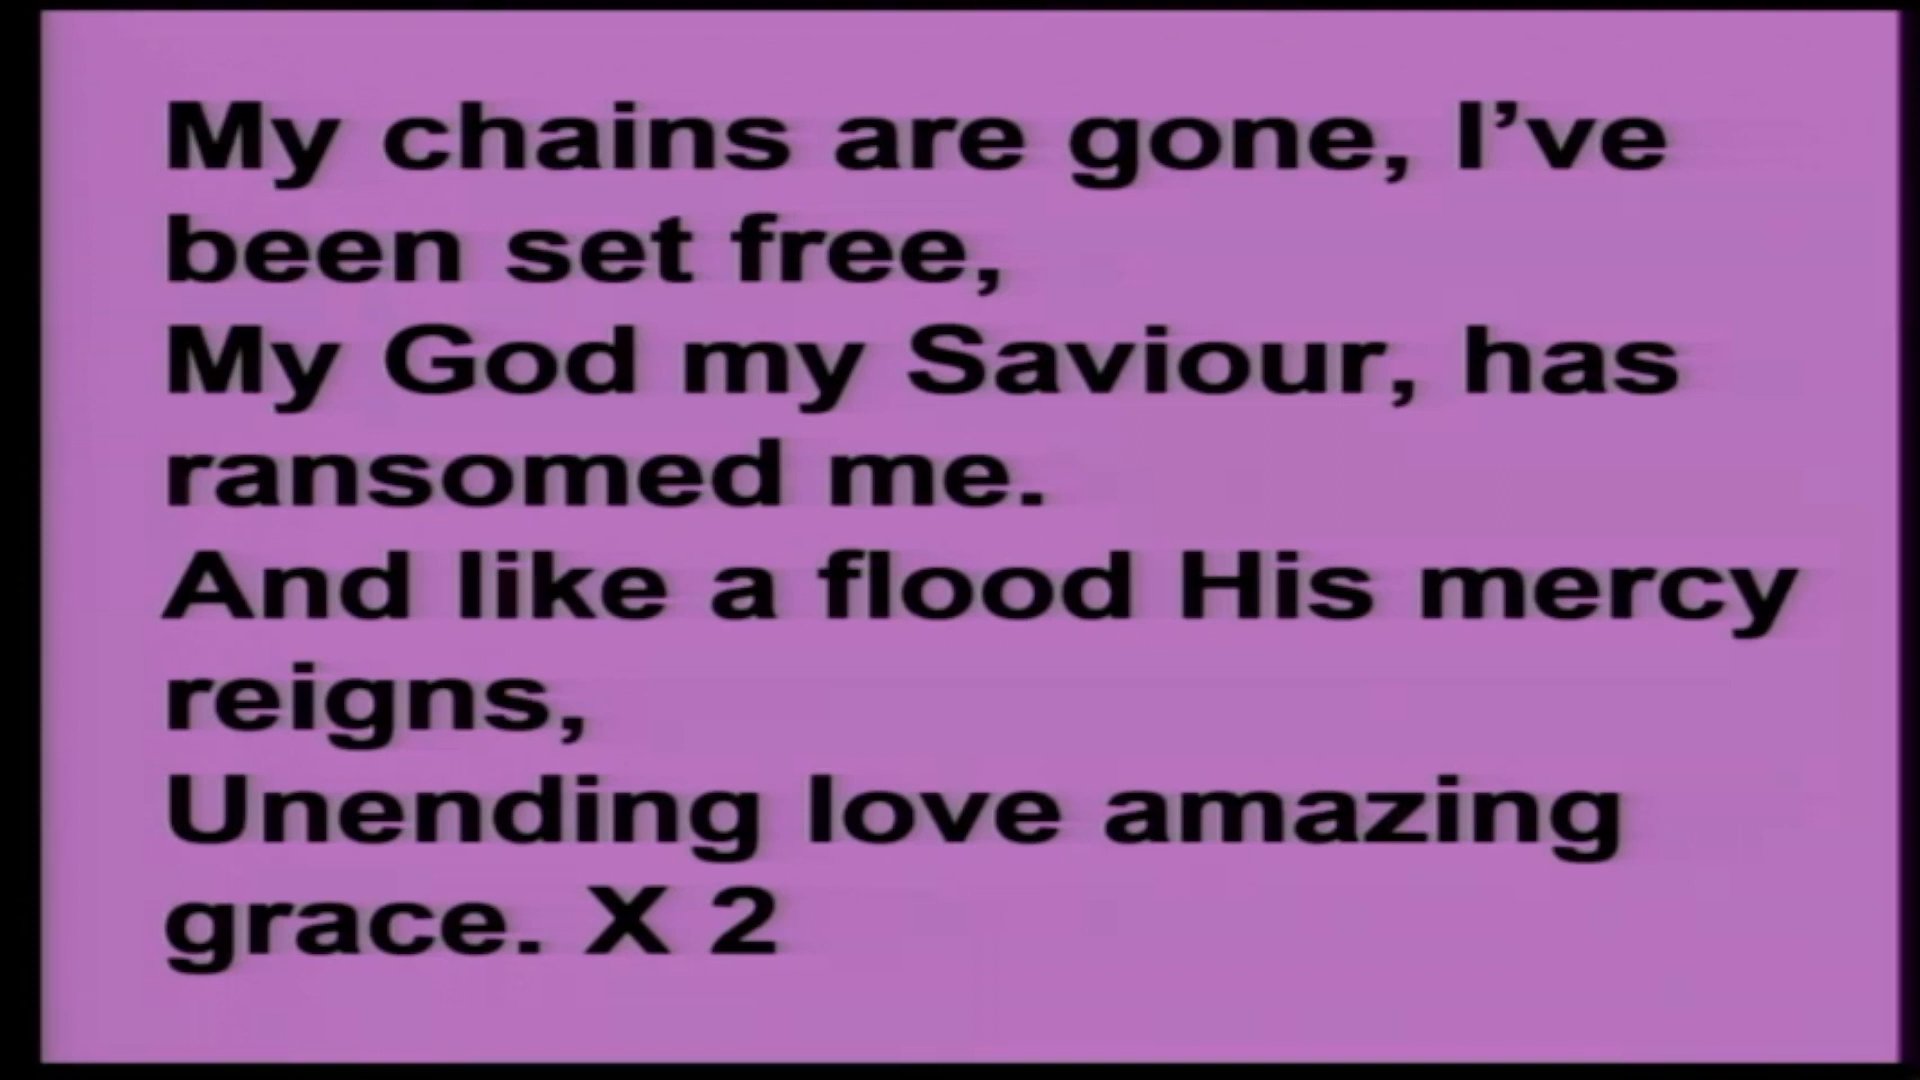 My chains are gone, I’ve
been set free,
My God my Saviour, has
ransomed me.
And like a flood His mercy
reigns,
Unending love amazing
grace. X 2